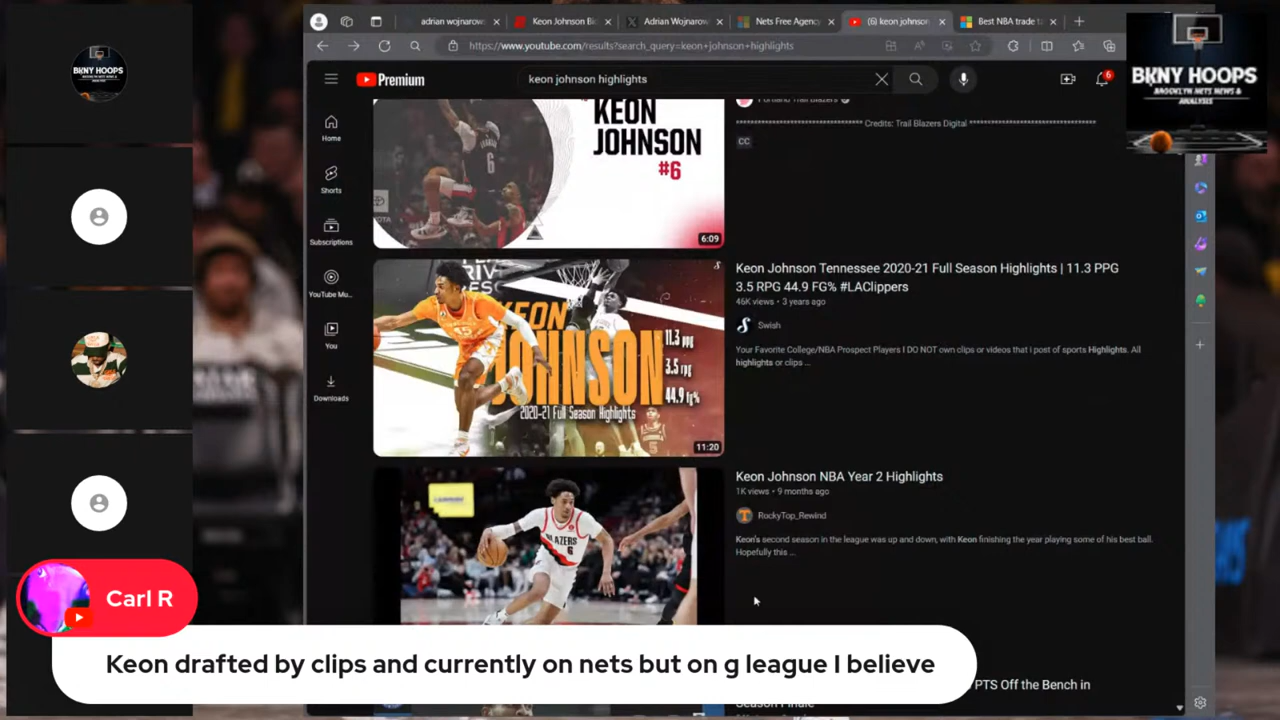 adrian wojnarow
Keon Johnson Bi
Adrian Wojnarow
Nets Free Agency
(6) keon johnson
Best NBA trade t
https://www.youtube.com/results?search_query=keon+johnson+highlights
BKNY HOOPS
BROOKLYN NETS NEWS &
ANALYSIS
BKNY HOOPS
Premium
keon johnson highlights
6
Home
Shorts
Subscriptions
YouTube Mu...
You
Downloads
KEON
JOHNSON
#6
6
6:09
Portland Trail Blazers
Credits: Trail Blazers Digital
CC
KEON
JOHNSON
11.3 PPG
3.5 RPG
44.9 FG%
2020-21 Full Season Highlights
11:20
Keon Johnson Tennessee 2020-21 Full Season Highlights | 11.3 PPG
3.5 RPG 44.9 FG% #LAClippers
46K views • 3 years ago
Swish
Your Favorite College/NBA Prospect Players I DO NOT own clips or videos that i post of sports Highlights. All
highlights or clips ...
BLAZERS
6
Keon Johnson NBA Year 2 Highlights
1K views • 9 months ago
RockyTop_Rewind
Keon's second season in the league was up and down, with Keon finishing the year playing some of his best ball.
Hopefully this ...
PTS Off the Bench in
Season Finale
Carl R
Keon drafted by clips and currently on nets but on g league I believe